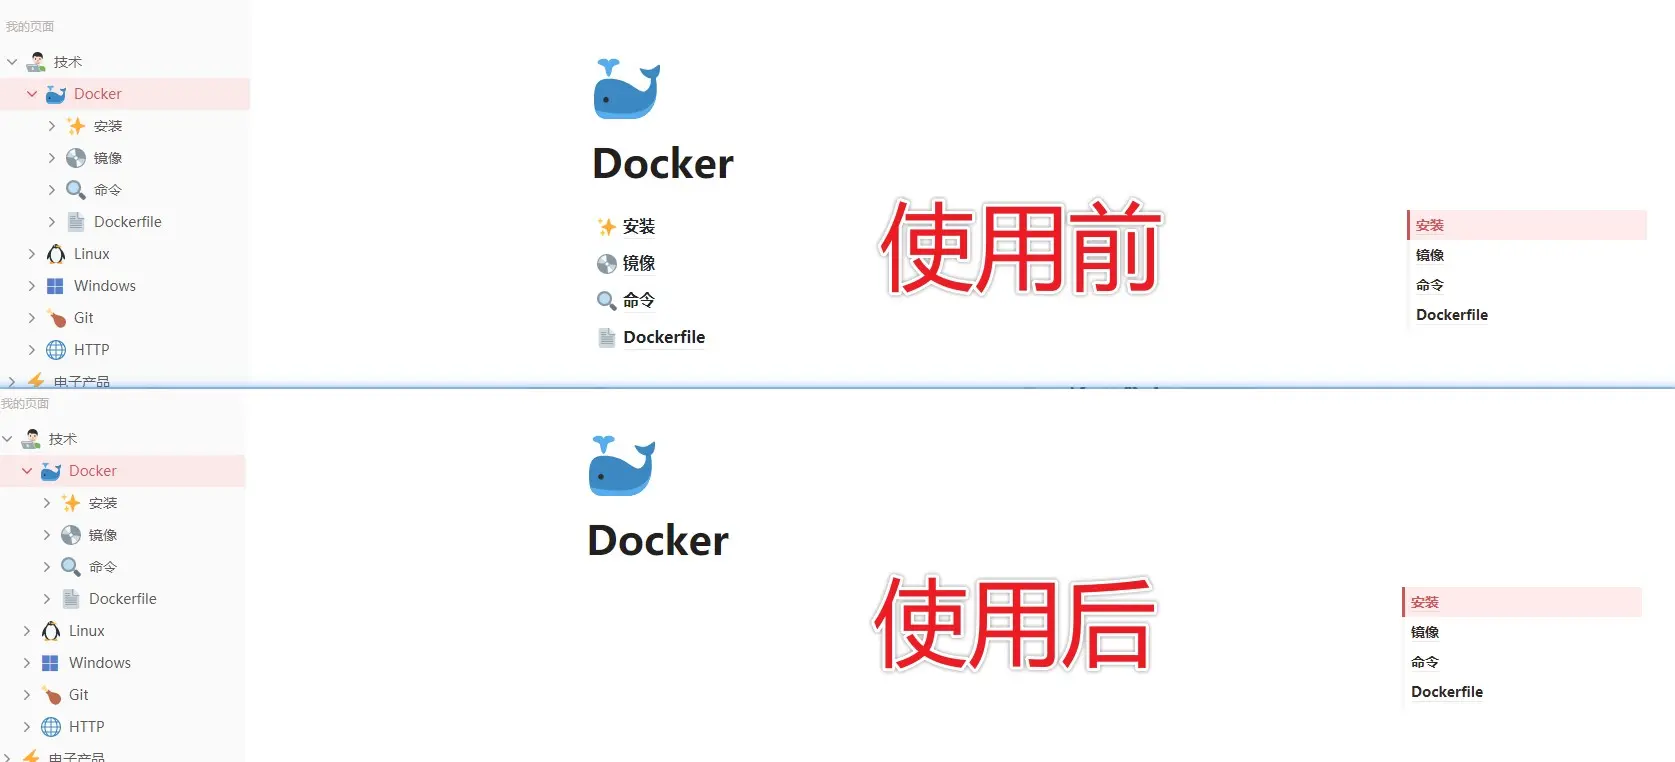 我的页面
技术
Docker
安装
镜像
命令
Dockerfile
Linux
Windows
Git
HTTP
电子产品
Docker
安装
镜像
命令
Dockerfile
使用前
安装
镜像
命令
Dockerfile
我的页面
技术
Docker
安装
镜像
命令
Dockerfile
Linux
Windows
Git
HTTP
电子产品
Docker
使用后
安装
镜像
命令
Dockerfile